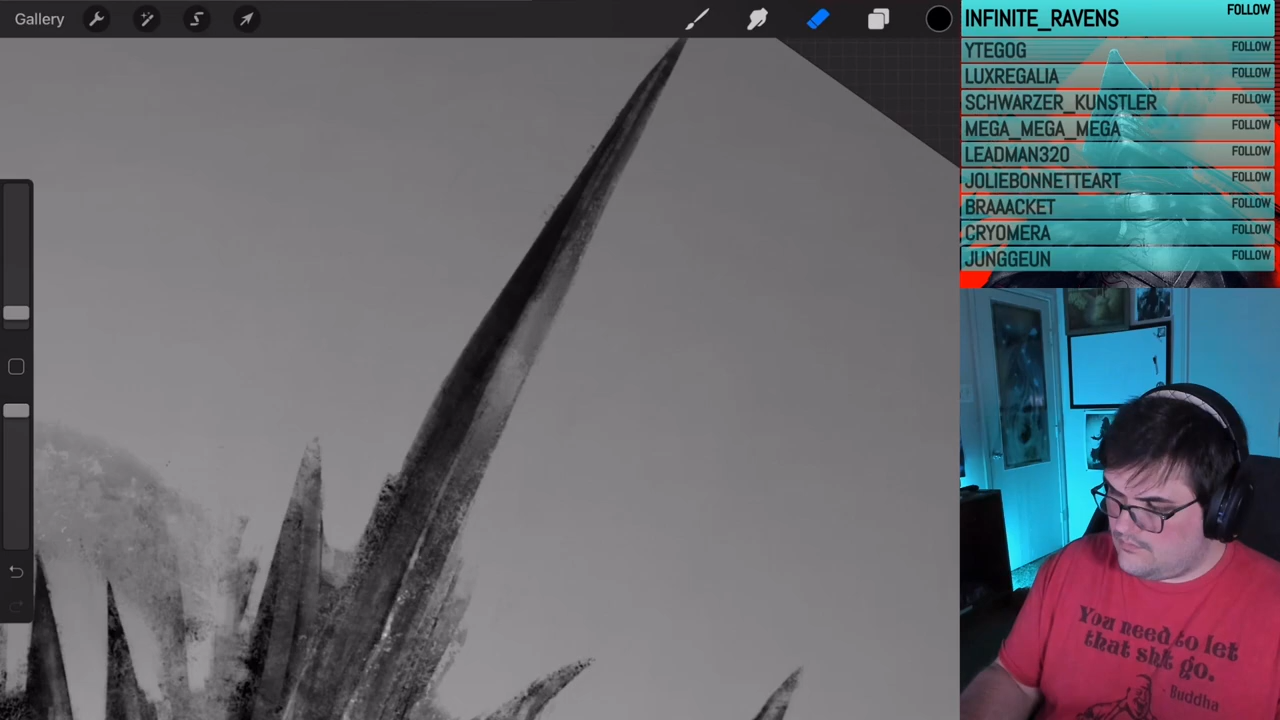 Gallery
INFINITE_RAVENS FOLLOW
YTEGOG FOLLOW
LUXREGALIA FOLLOW
SCHWARZER_KUNSTLER FOLLOW
MEGA_MEGA_MEGA FOLLOW
LEADMAN320 FOLLOW
JOLIEBONNETTEART FOLLOW
BRAAACKET FOLLOW
CRYOMERA FOLLOW
JUNGGEUN FOLLOW
You need to let
that sh*t go.
- Buddha